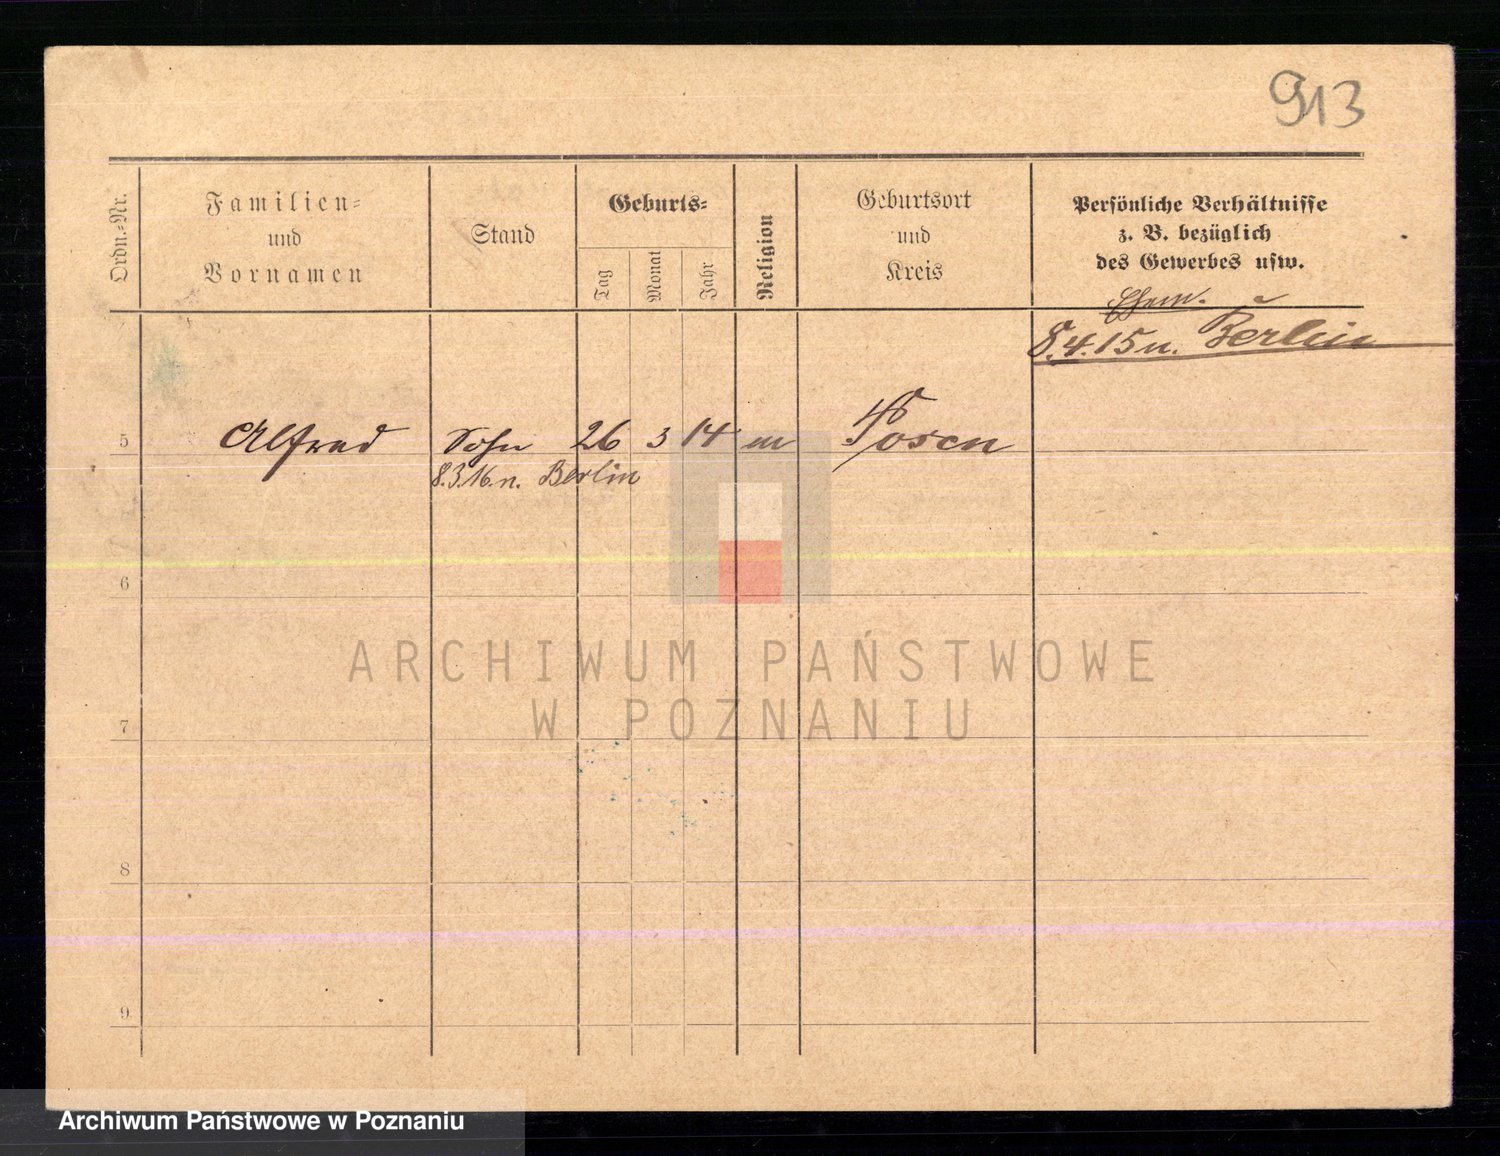 913
Ordn.-Nr.
Familien-
und
Vornamen
Stand
Geburts-
Tag
Monat
Jahr
Religion
Geburtsort
und
Kreis
Persönliche Verhältnisse
z. B. bezüglich
des Gewerbes usw.
Ehem.
8.4.15 n. Berlin
5 Alfred Sohn 26 3 14 m Posen
8.3.16. n. Berlin
6
7
8
9
ARCHIWUM PAŃSTWOWE
W POZNANIU
Archiwum Państwowe w Poznaniu